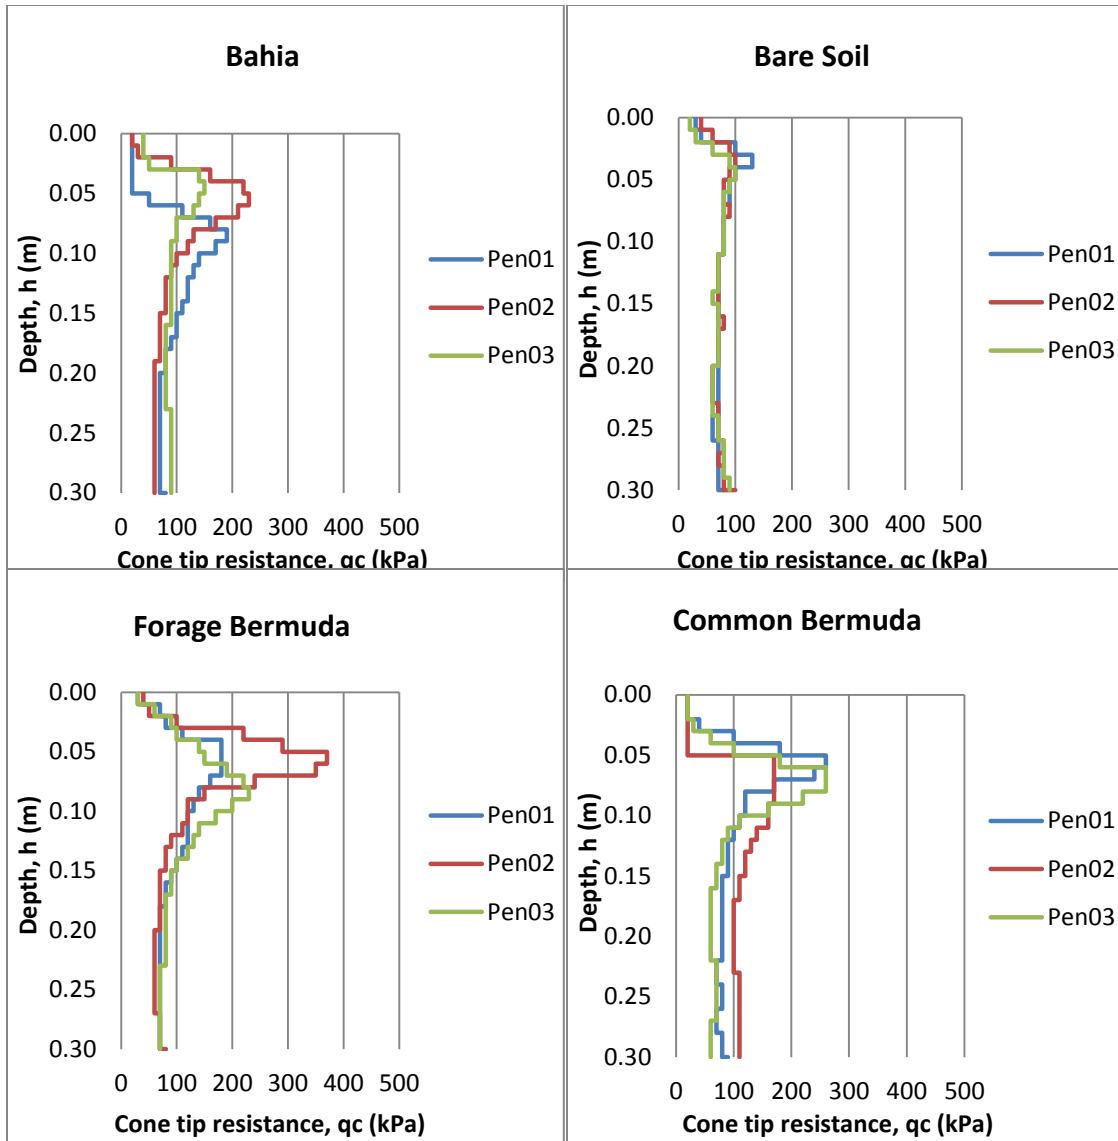 Bahia
0.00
0.05
0.10
0.15
0.20
0.25
0.30
Depth, h (m)
0 100 200 300 400 500
Cone tip resistance, qc (kPa)
Pen01
Pen02
Pen03
Bare Soil
0.00
0.05
0.10
0.15
0.20
0.25
0.30
Depth, h (m)
0 100 200 300 400 500
Cone tip resistance, qc (kPa)
Pen01
Pen02
Pen03
Forage Bermuda
0.00
0.05
0.10
0.15
0.20
0.25
0.30
Depth, h (m)
0 100 200 300 400 500
Cone tip resistance, qc (kPa)
Pen01
Pen02
Pen03
Common Bermuda
0.00
0.05
0.10
0.15
0.20
0.25
0.30
Depth, h (m)
0 100 200 300 400 500
Cone tip resistance, qc (kPa)
Pen01
Pen02
Pen03